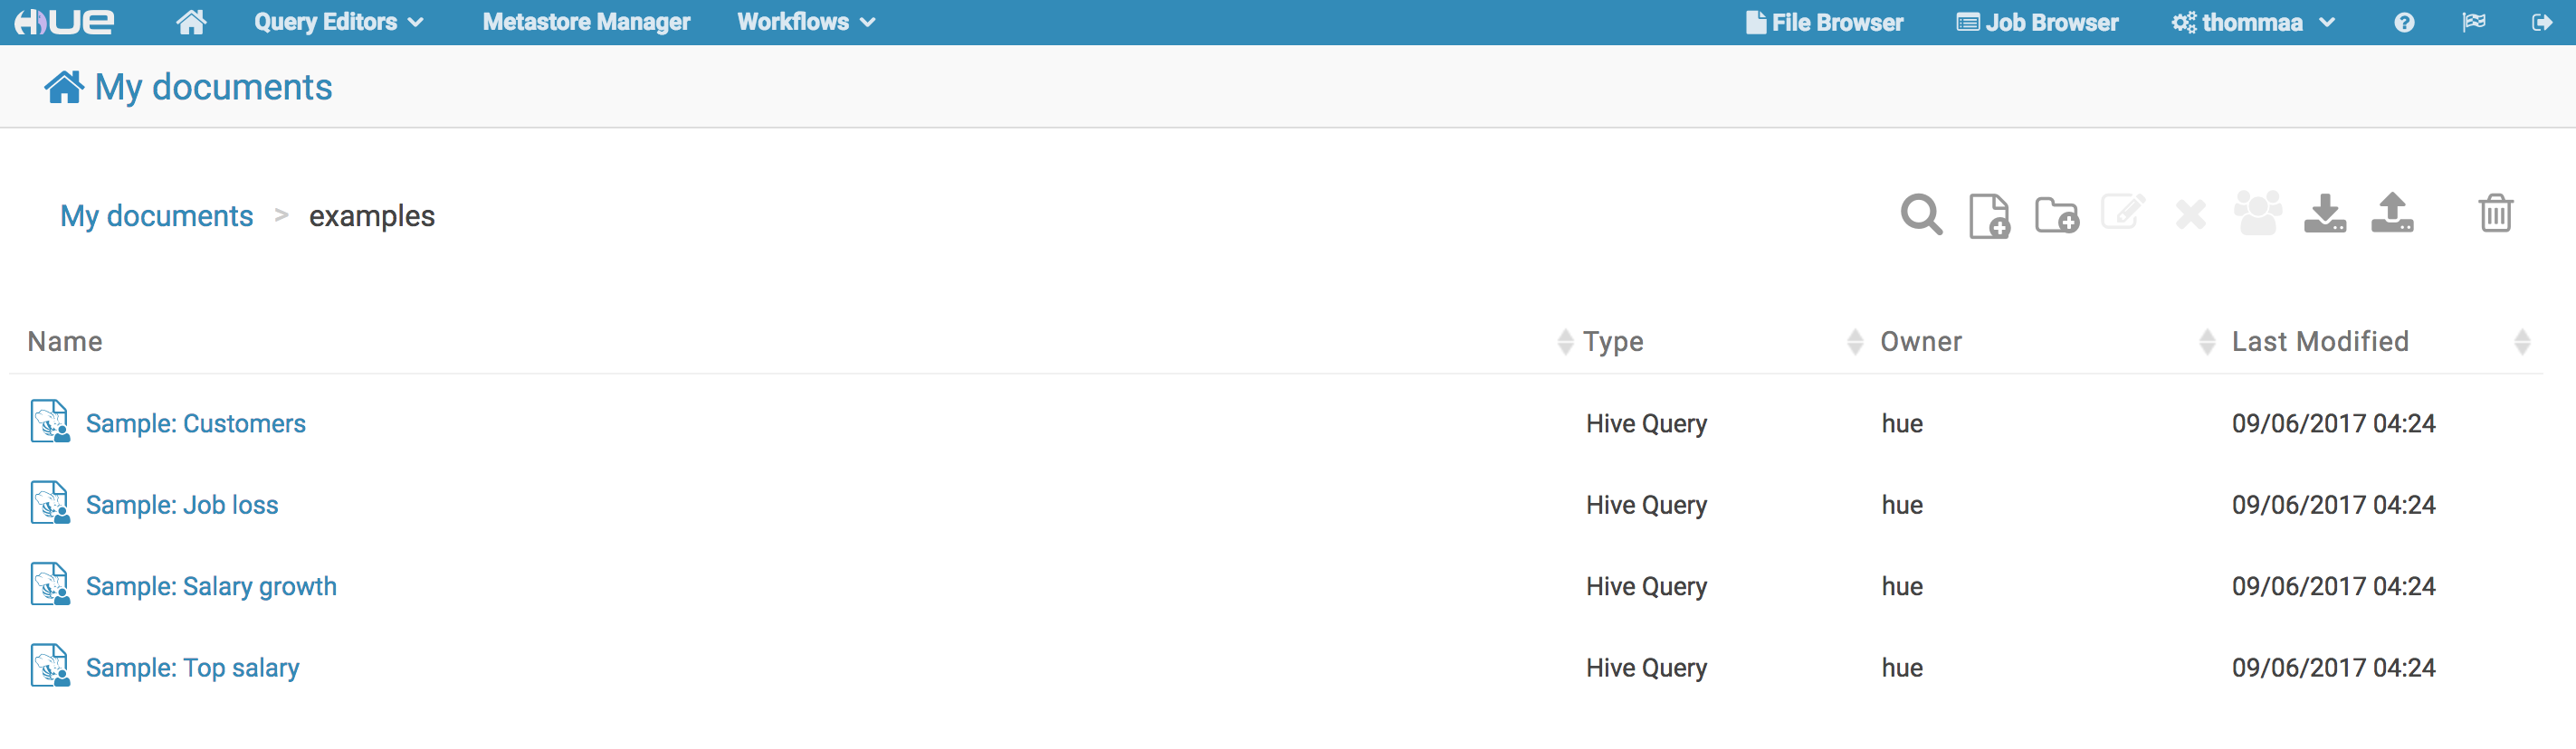 HUE Query Editors Metastore Manager Workflows File Browser Job Browser thommaa
My documents
My documents > examples
Name Type Owner Last Modified
Sample: Customers Hive Query hue 09/06/2017 04:24
Sample: Job loss Hive Query hue 09/06/2017 04:24
Sample: Salary growth Hive Query hue 09/06/2017 04:24
Sample: Top salary Hive Query hue 09/06/2017 04:24